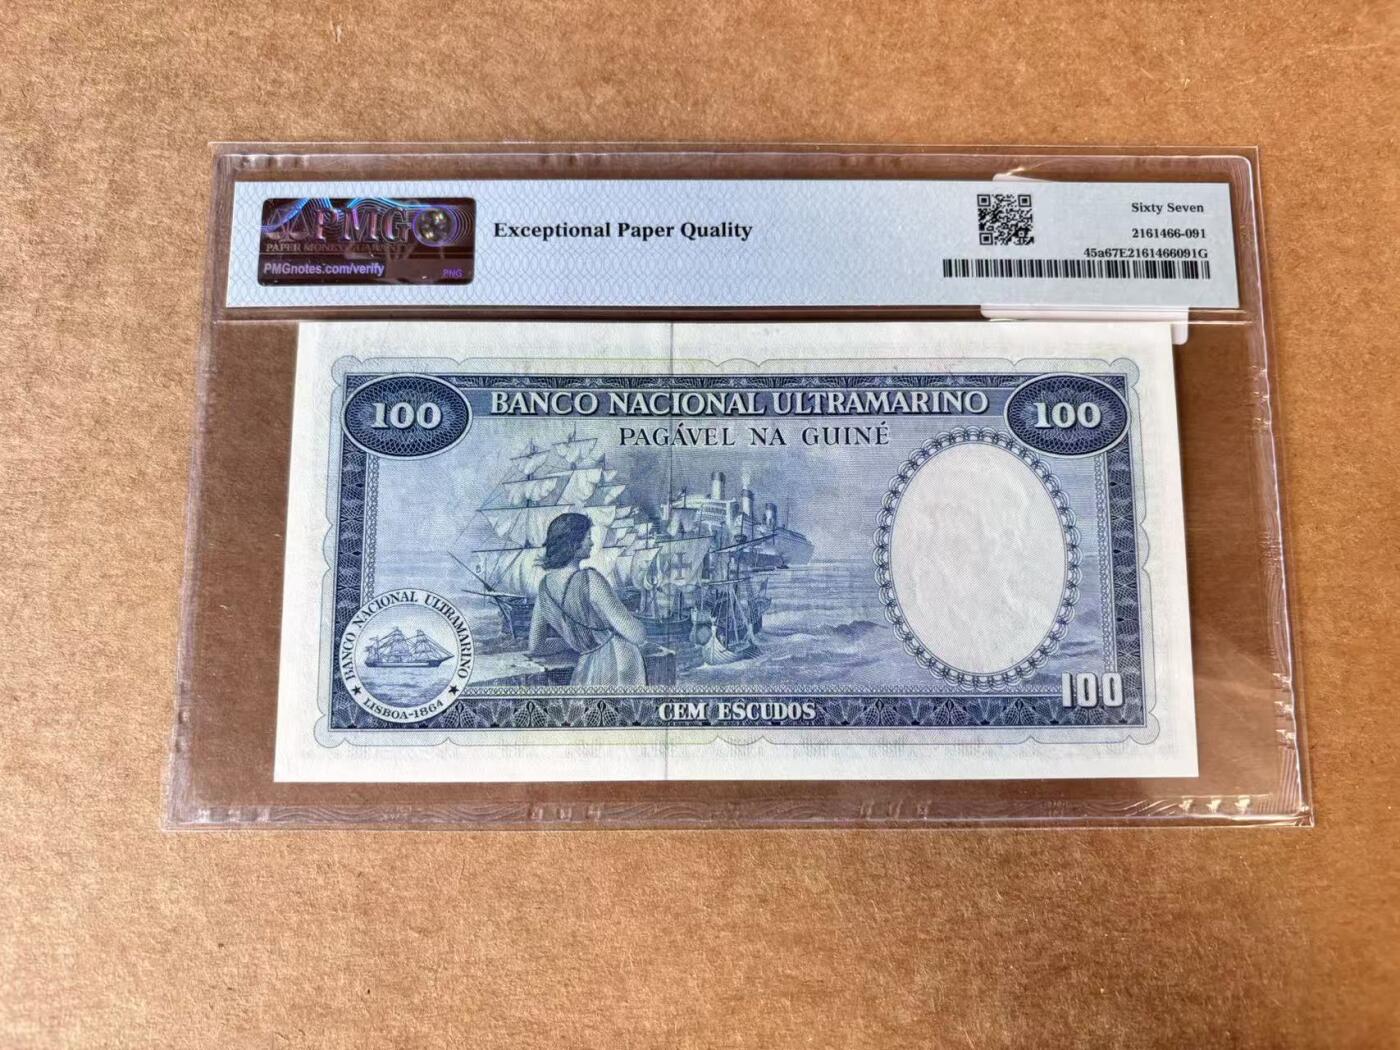 PMG
PAPER MONEY GUARANTY
PMGnotes.com/verify
PNG
Exceptional Paper Quality
Sixty Seven
2161466-091
45a67E2161466091G
100
BANCO NACIONAL ULTRAMARINO
100
PAGÁVEL NA GUINÉ
BANCO NACIONAL ULTRAMARINO
LISBOA-1864
100
CEM ESCUDOS